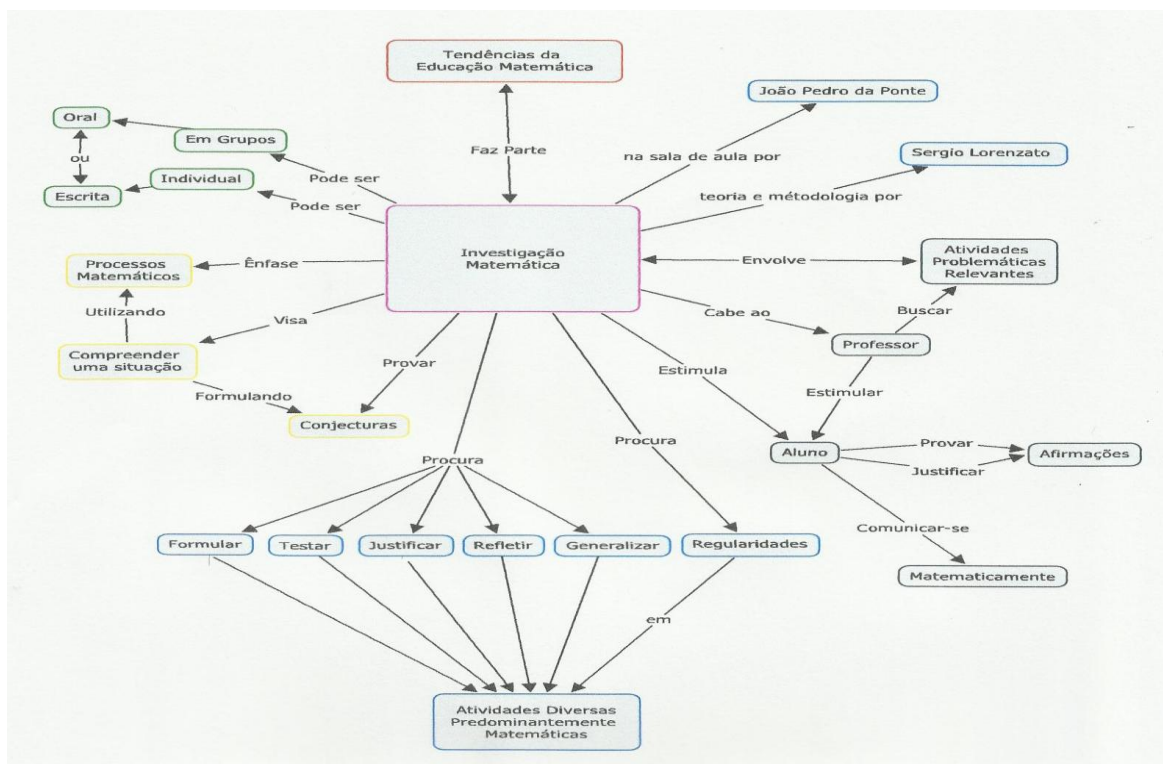 Tendências da
Educação Matemática
João Pedro da Ponte
Oral
Em Grupos
Faz Parte
na sala de aula por
Sergio Lorenzato
ou
Individual
Pode ser
Escrita
Pode ser
teoria e métodologia por
Investigação
Matemática
Atividades
Problemáticas
Relevantes
Processos
Matemáticos
Ênfase
Envolve
Utilizando
Visa
Cabe ao
Buscar
Professor
Compreender
uma situação
Provar
Estimula
Estimular
Formulando
Conjecturas
Procura
Aluno
Provar
Justificar
Afirmações
Procura
Comunicar-se
Formular
Testar
Justificar
Refletir
Generalizar
Regularidades
Matematicamente
em
Atividades Diversas
Predominantemente
Matemáticas